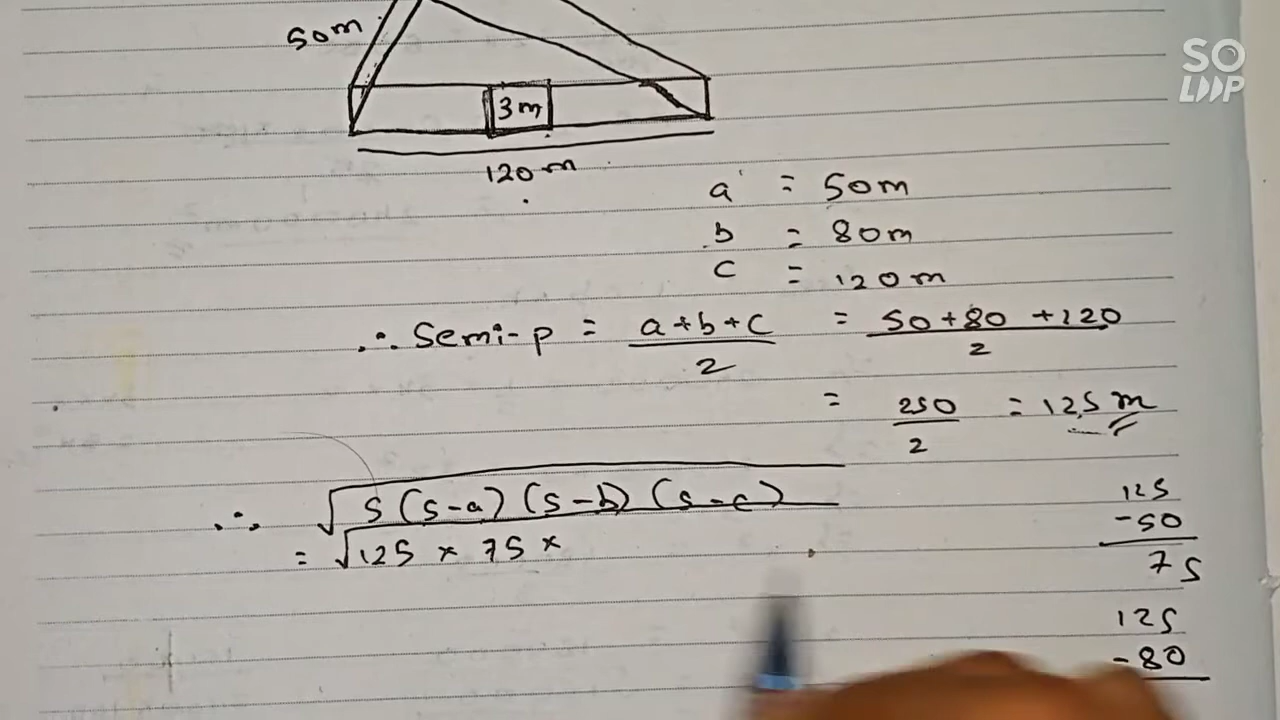 SO
LOOP
50m
3m
120m
a = 50m
b = 80m
c = 120m
∴ Semi-p = a+b+c / 2 = 50+80+120 / 2
= 250 / 2 = 125 m
∴ √s(s-a)(s-b)(s-c)
= √125 × 75 ×
125
-50
75
125
-80